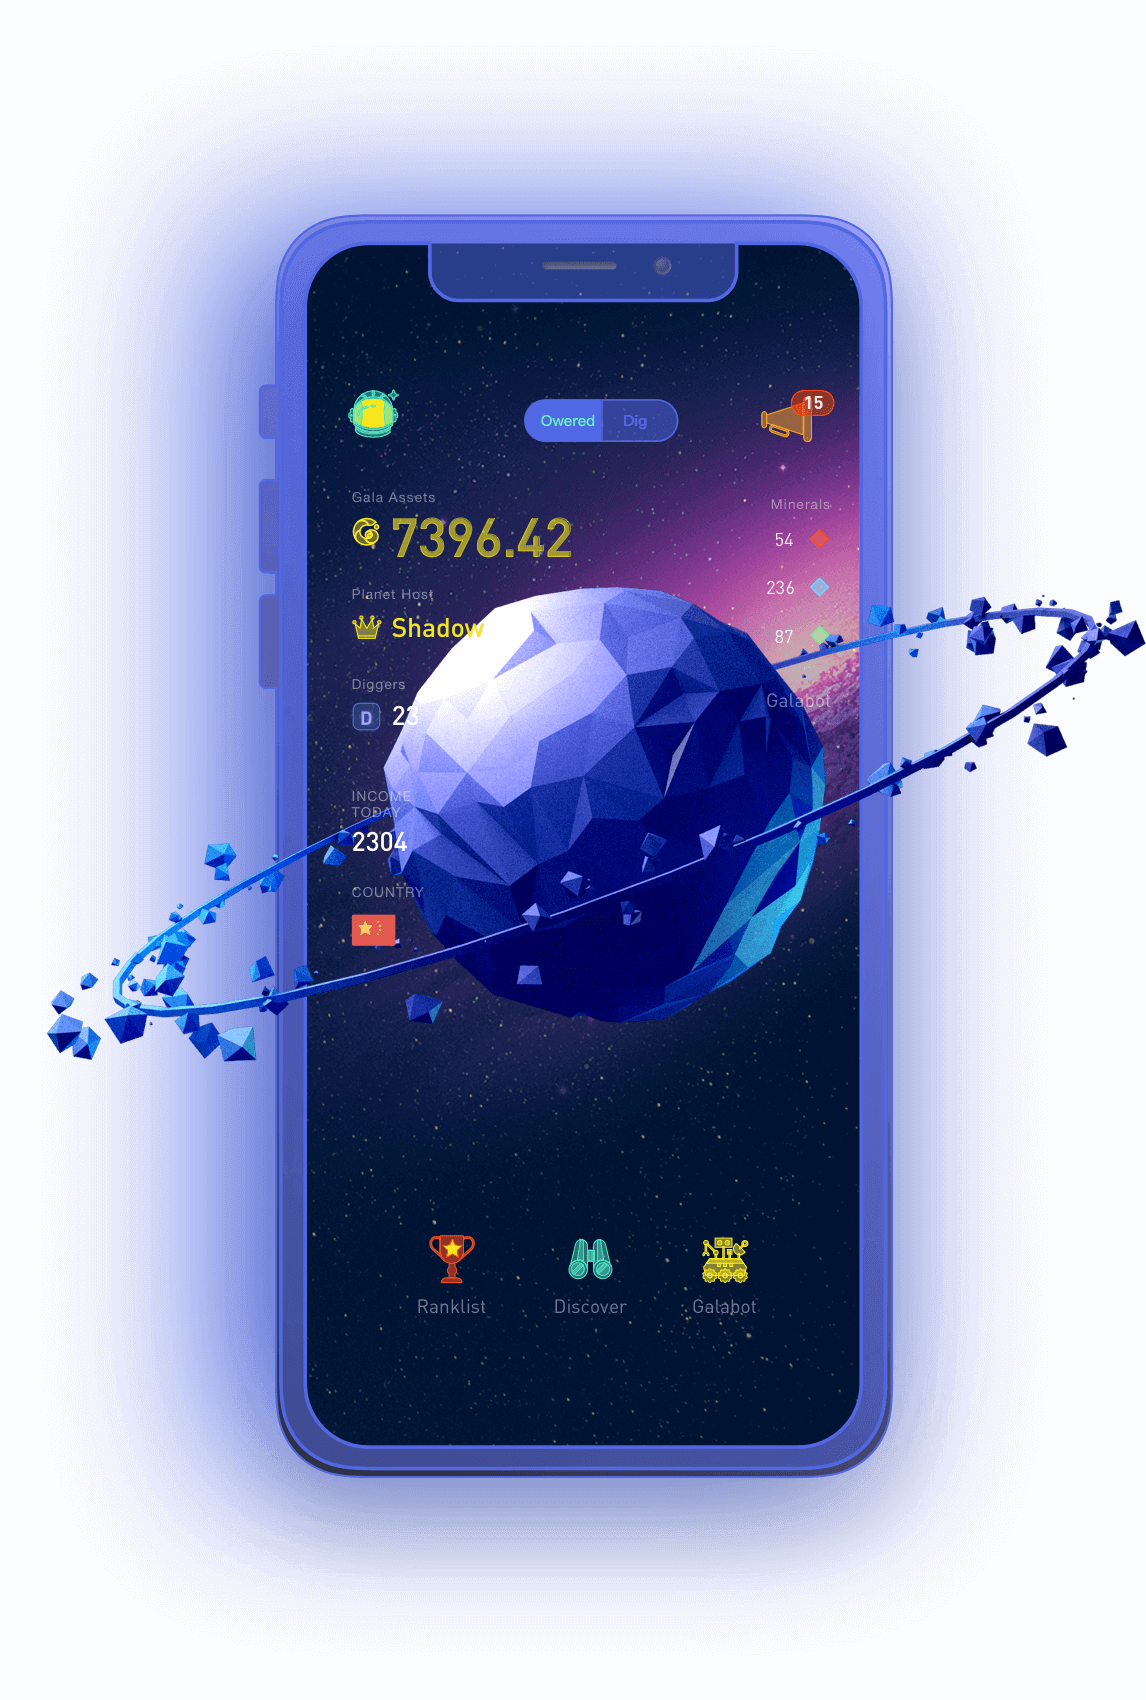 15
Owered Dig
Gala Assets
7396.42
Minerals
54
236
87
Galabot
Planet Host
Shadow
Diggers
D 23
INCOME
TODAY
2304
COUNTRY
Ranklist Discover Galabot